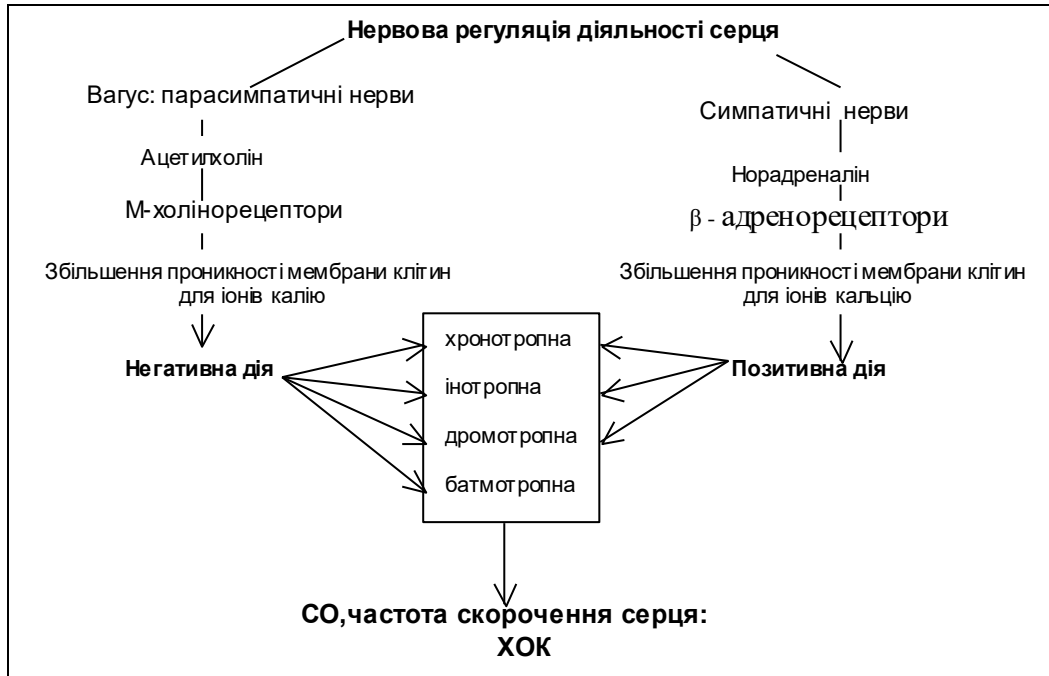 Нервова регуляція діяльності серця
Вагус: парасимпатичні нерви
Ацетилхолін
М-холінорецептори
Збільшення проникності мембрани клітин
для іонів калію
Негативна дія
Симпатичні нерви
Норадреналін
β - адренорецептори
Збільшення проникності мембрани клітин
для іонів кальцію
Позитивна дія
хронотропна
інотропна
дромотропна
батмотропна
СО,частота скорочення серця:
ХОК